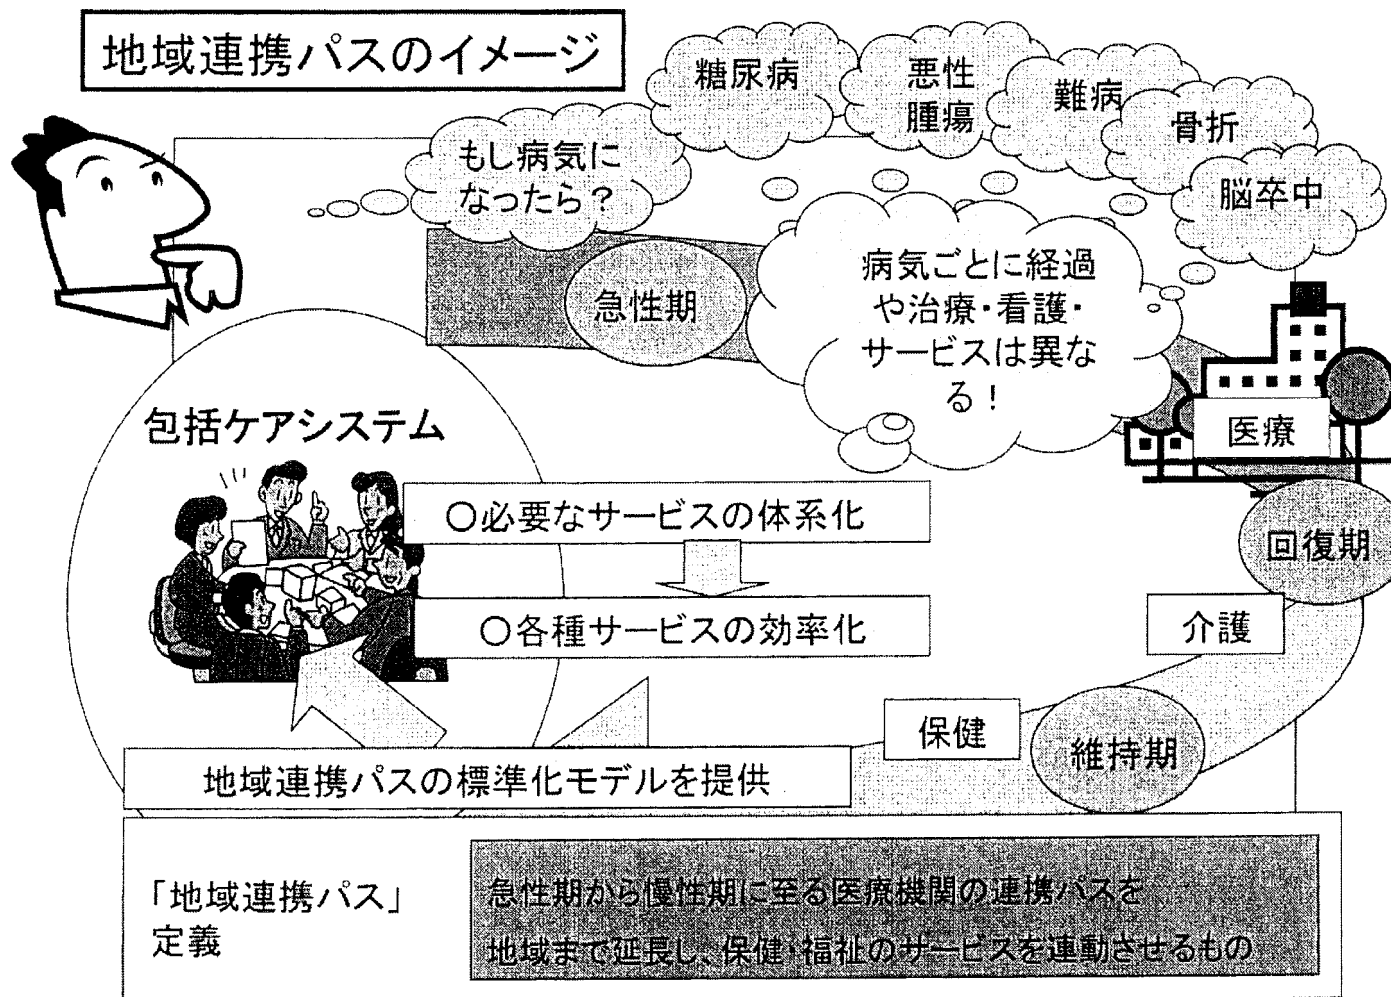 地域連携パスのイメージ
糖尿病
悪性
腫瘍
難病
骨折
脳卒中
もし病気に
なったら？
急性期
病気ごとに経過
や治療・看護・
サービスは異な
る！
医療
包括ケアシステム
〇必要なサービスの体系化
回復期
〇各種サービスの効率化
介護
保健
維持期
地域連携パスの標準化モデルを提供
「地域連携パス」
定義
急性期から慢性期に至る医療機関の連携パスを
地域まで延長し、保健・福祉のサービスを連動させるもの